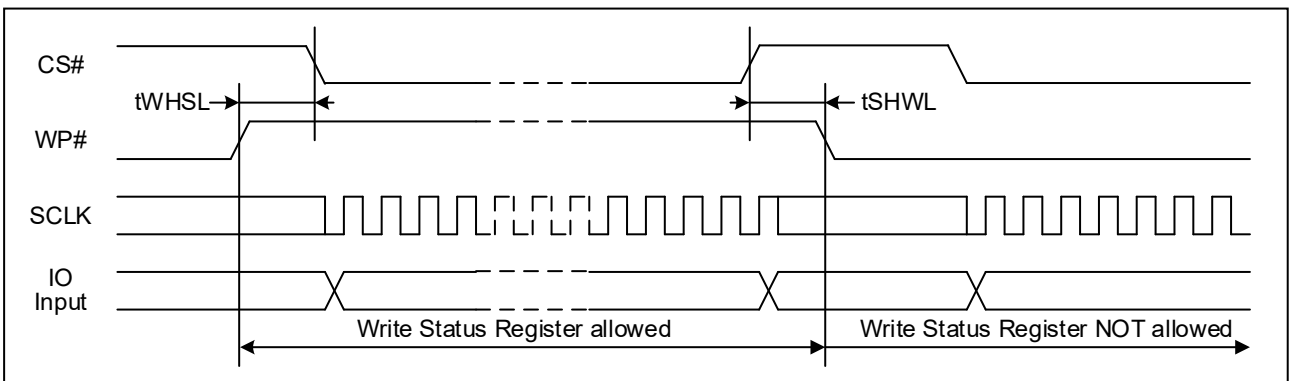 CS#
tWHSL
tSHWL
WP#
SCLK
IO
Input
Write Status Register allowed
Write Status Register NOT allowed